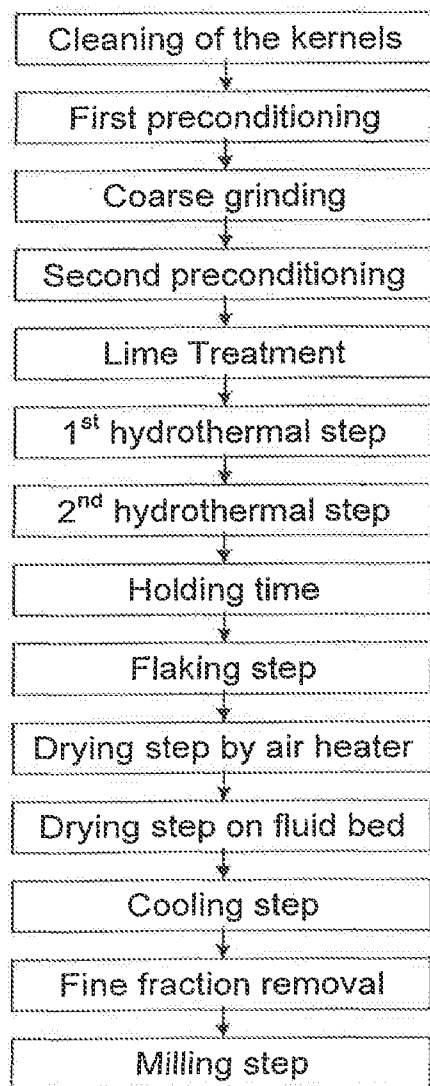 Cleaning of the kernels
First preconditioning
Coarse grinding
Second preconditioning
Lime Treatment
1st hydrothermal step
2nd hydrothermal step
Holding time
Flaking step
Drying step by air heater
Drying step on fluid bed
Cooling step
Fine fraction removal
Milling step